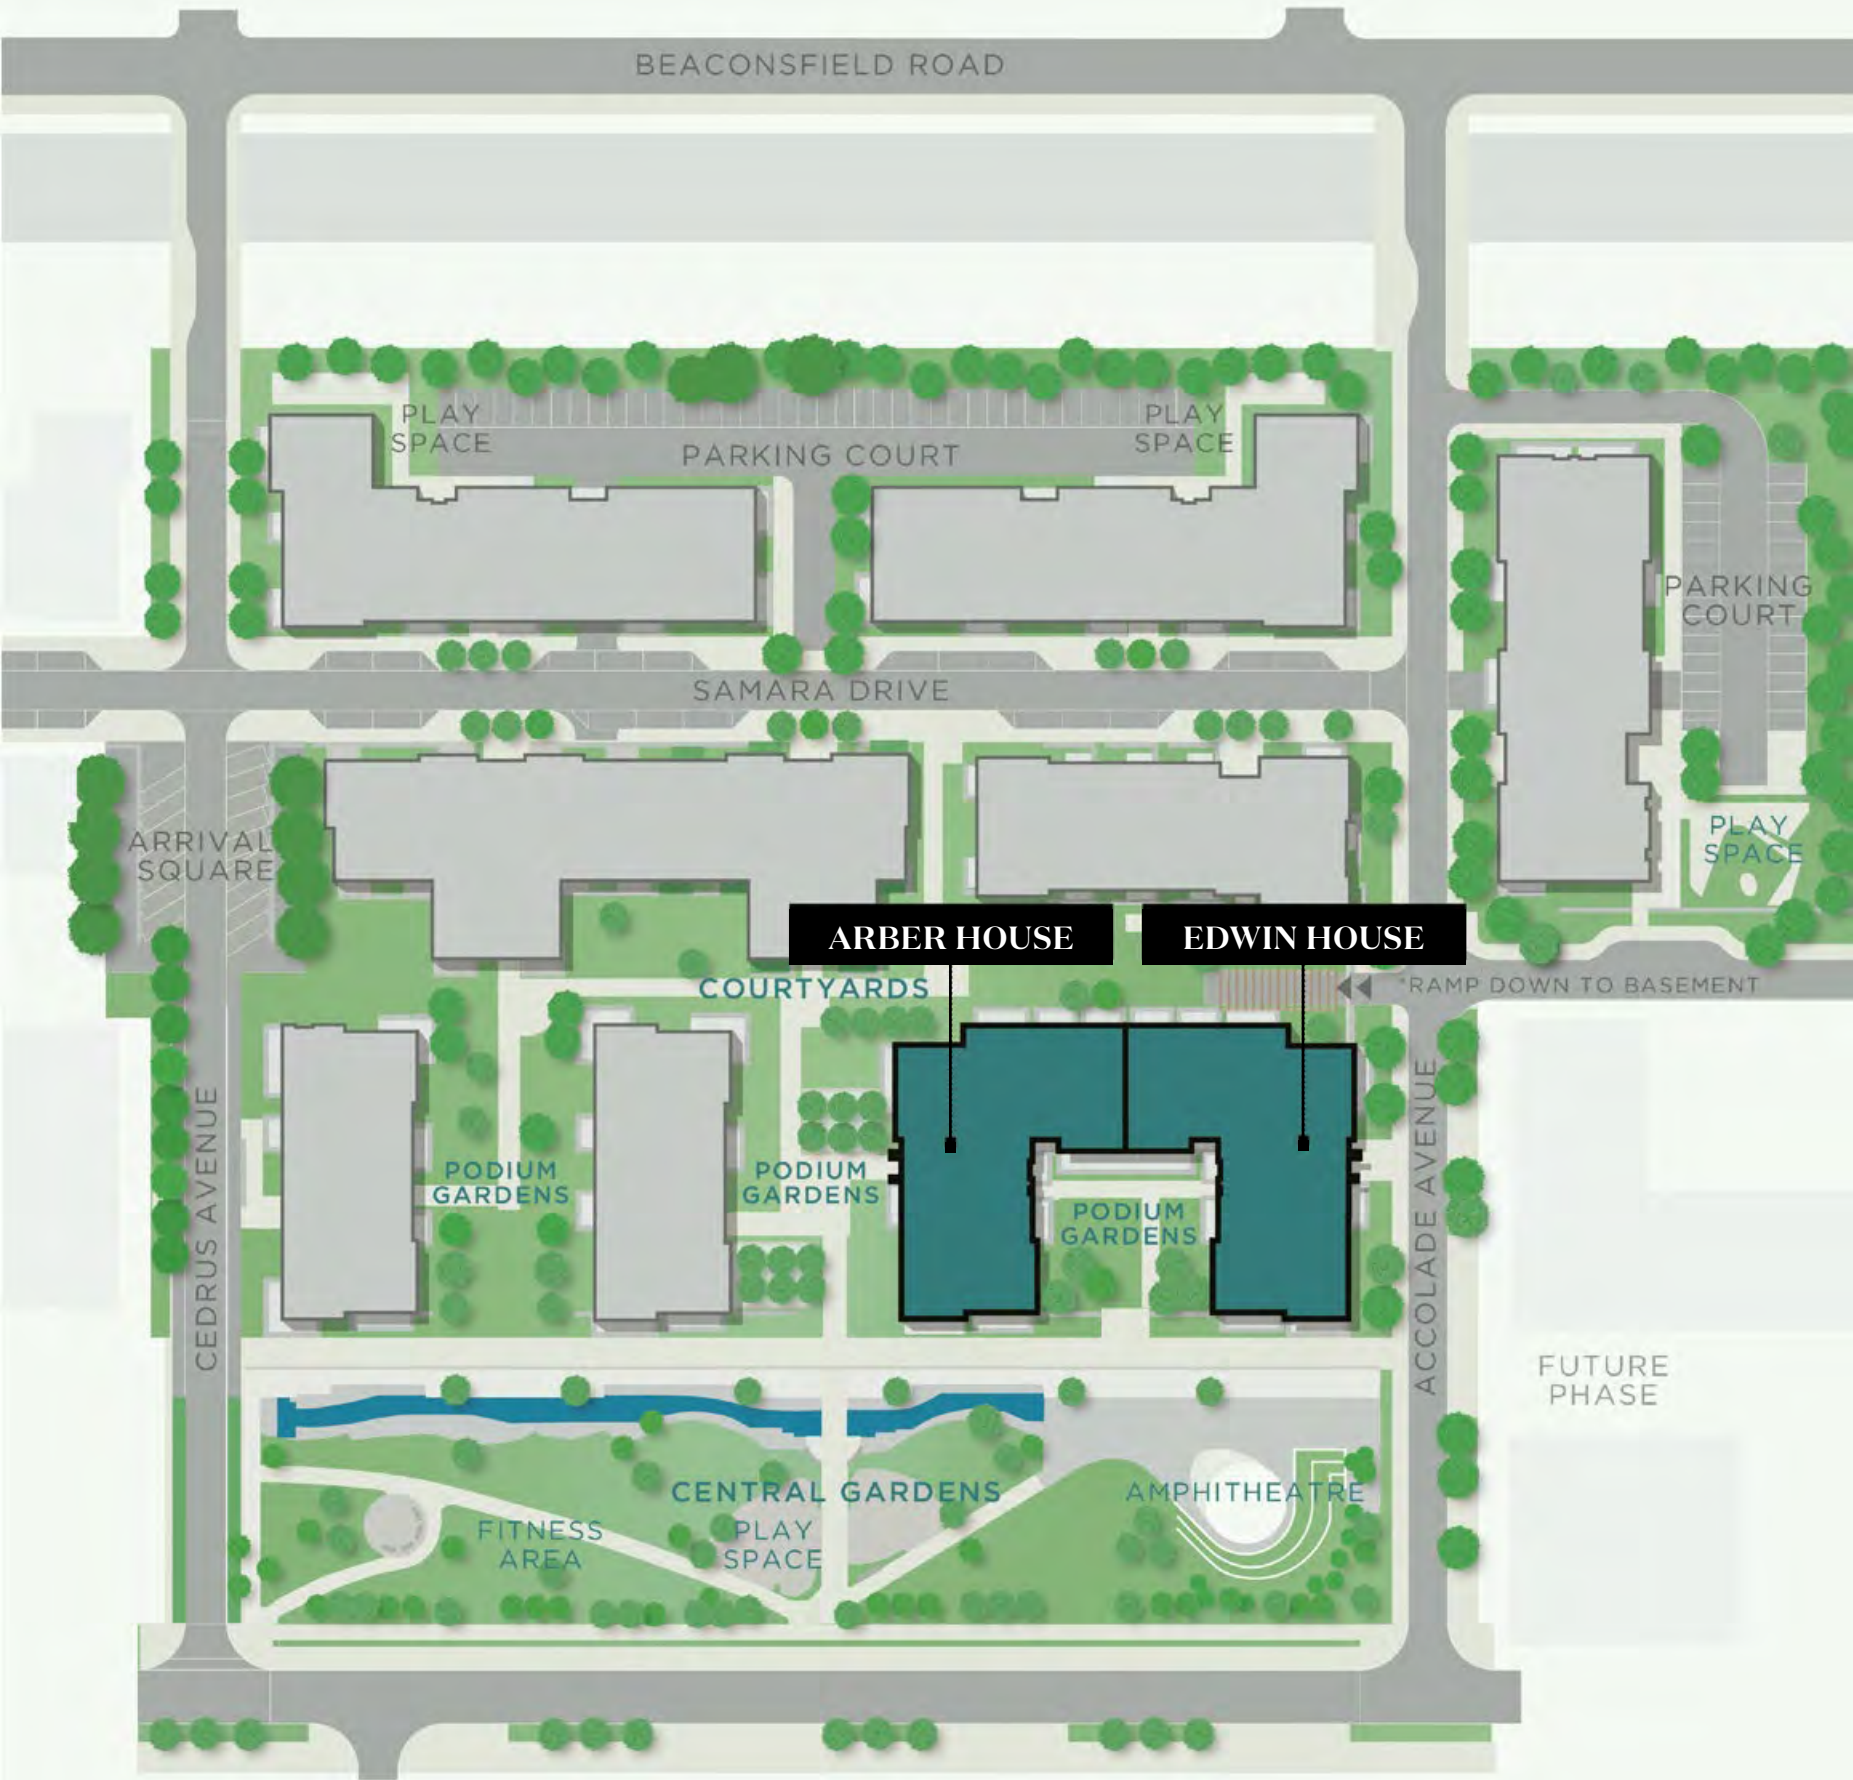 BEACONSFIELD ROAD
PLAY
SPACE
PLAY
SPACE
PARKING COURT
PARKING
COURT
SAMARA DRIVE
ARRIVAL
SQUARE
PLAY
SPACE
ARBER HOUSE
EDWIN HOUSE
COURTYARDS
*RAMP DOWN TO BASEMENT
CEDRUS AVENUE
PODIUM
GARDENS
PODIUM
GARDENS
PODIUM
GARDENS
ACCOLADE AVENUE
FUTURE
PHASE
CENTRAL GARDENS
AMPHITHEATRE
FITNESS
AREA
PLAY
SPACE